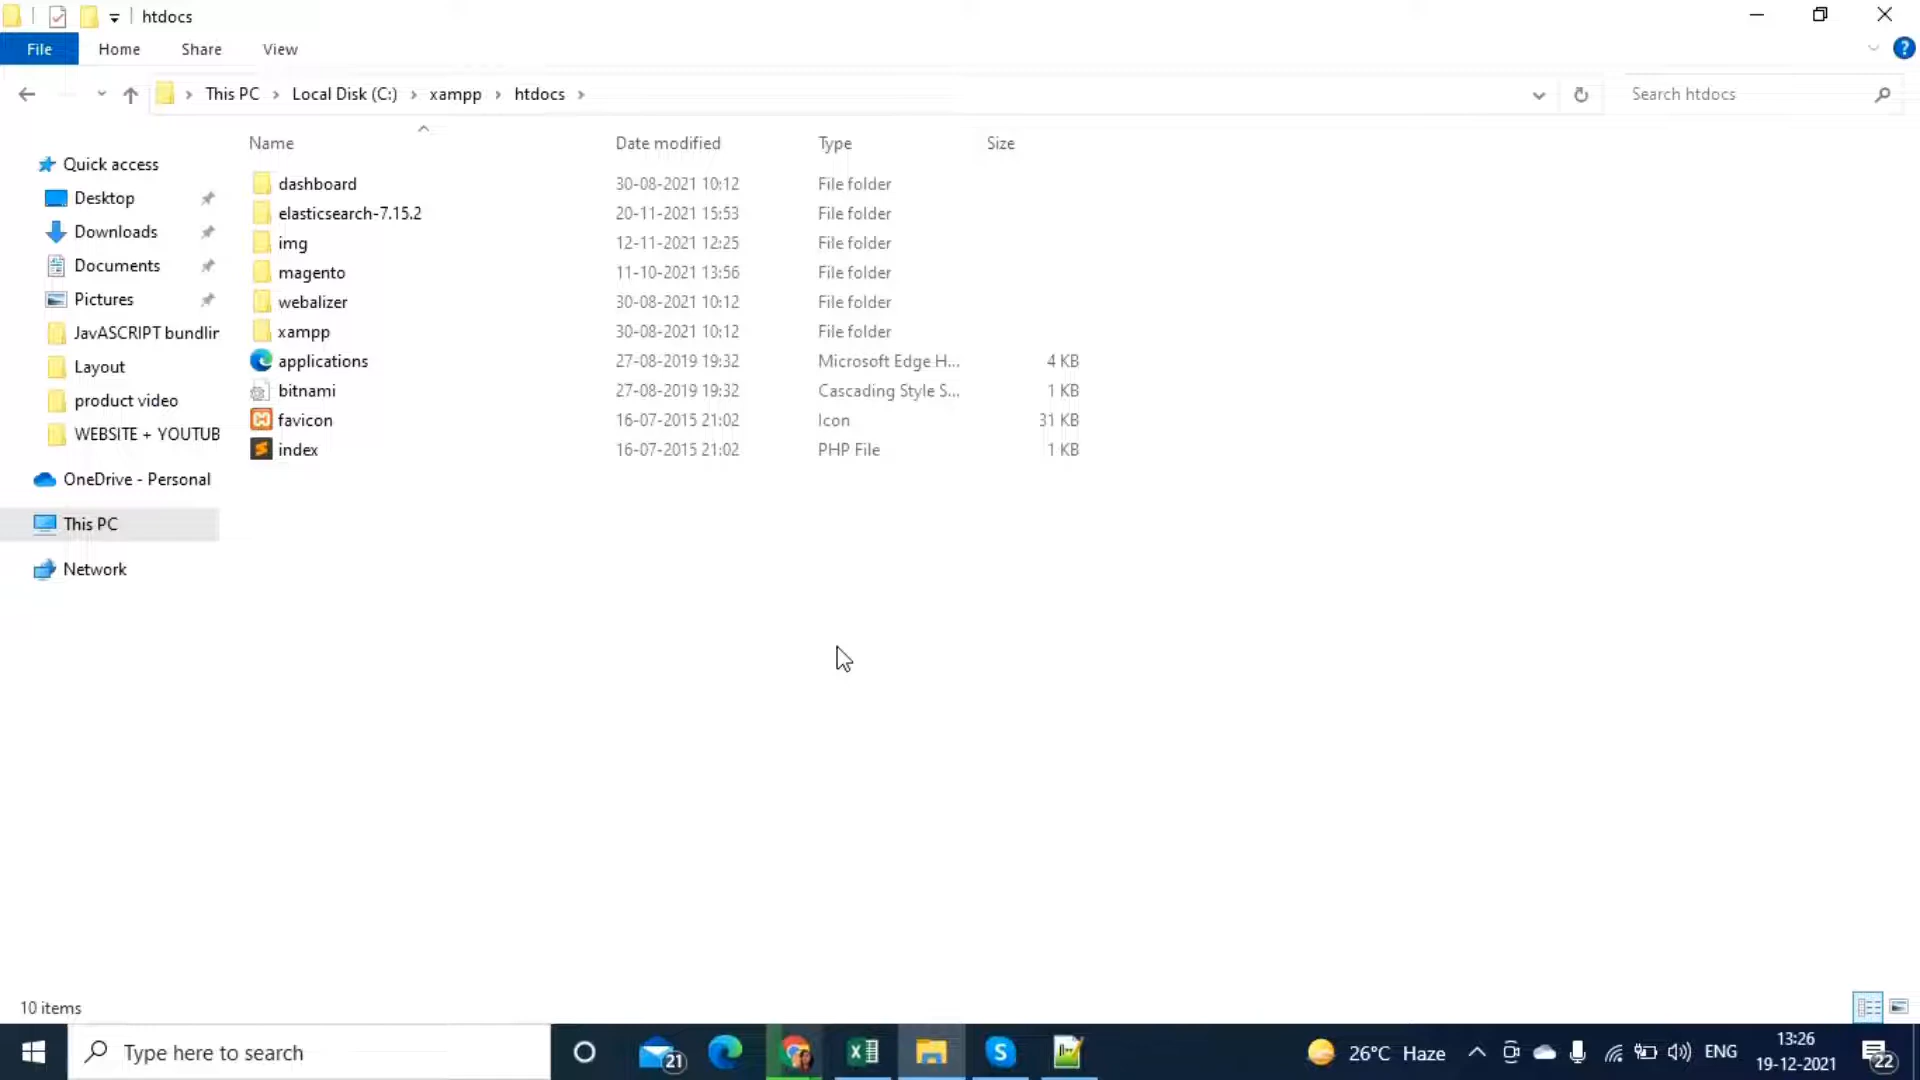 htdocs
File Home Share View
This PC Local Disk (C:) xampp htdocs
Search htdocs
Name Date modified Type Size
Quick access
Desktop
Downloads
Documents
Pictures
JavASCRIPT bundlin
Layout
product video
WEBSITE + YOUTUB
OneDrive - Personal
This PC
Network
dashboard 30-08-2021 10:12 File folder
elasticsearch-7.15.2 20-11-2021 15:53 File folder
img 12-11-2021 12:25 File folder
magento 11-10-2021 13:56 File folder
webalizer 30-08-2021 10:12 File folder
xampp 30-08-2021 10:12 File folder
applications 27-08-2019 19:32 Microsoft Edge H... 4 KB
bitnami 27-08-2019 19:32 Cascading Style S... 1 KB
favicon 16-07-2015 21:02 Icon 31 KB
index 16-07-2015 21:02 PHP File 1 KB
10 items
Type here to search
21
26°C Haze
ENG
13:26
19-12-2021
22